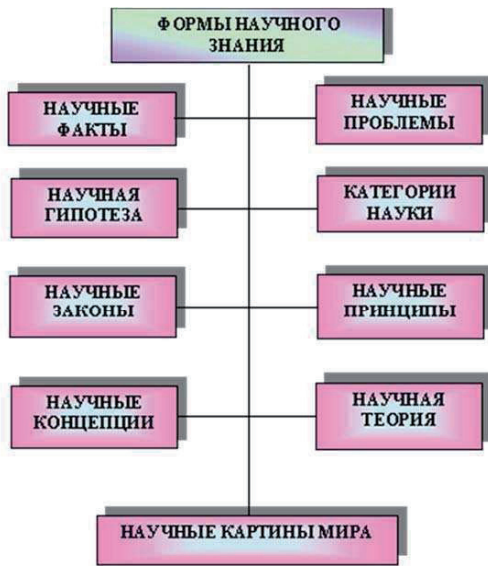 ФОРМЫ НАУЧНОГО
ЗНАНИЯ
НАУЧНЫЕ
ФАКТЫ
НАУЧНЫЕ
ПРОБЛЕМЫ
НАУЧНАЯ
ГИПОТЕЗА
КАТЕГОРИИ
НАУКИ
НАУЧНЫЕ
ЗАКОНЫ
НАУЧНЫЕ
ПРИНЦИПЫ
НАУЧНЫЕ
КОНЦЕПЦИИ
НАУЧНАЯ
ТЕОРИЯ
НАУЧНЫЕ КАРТИНЫ МИРА